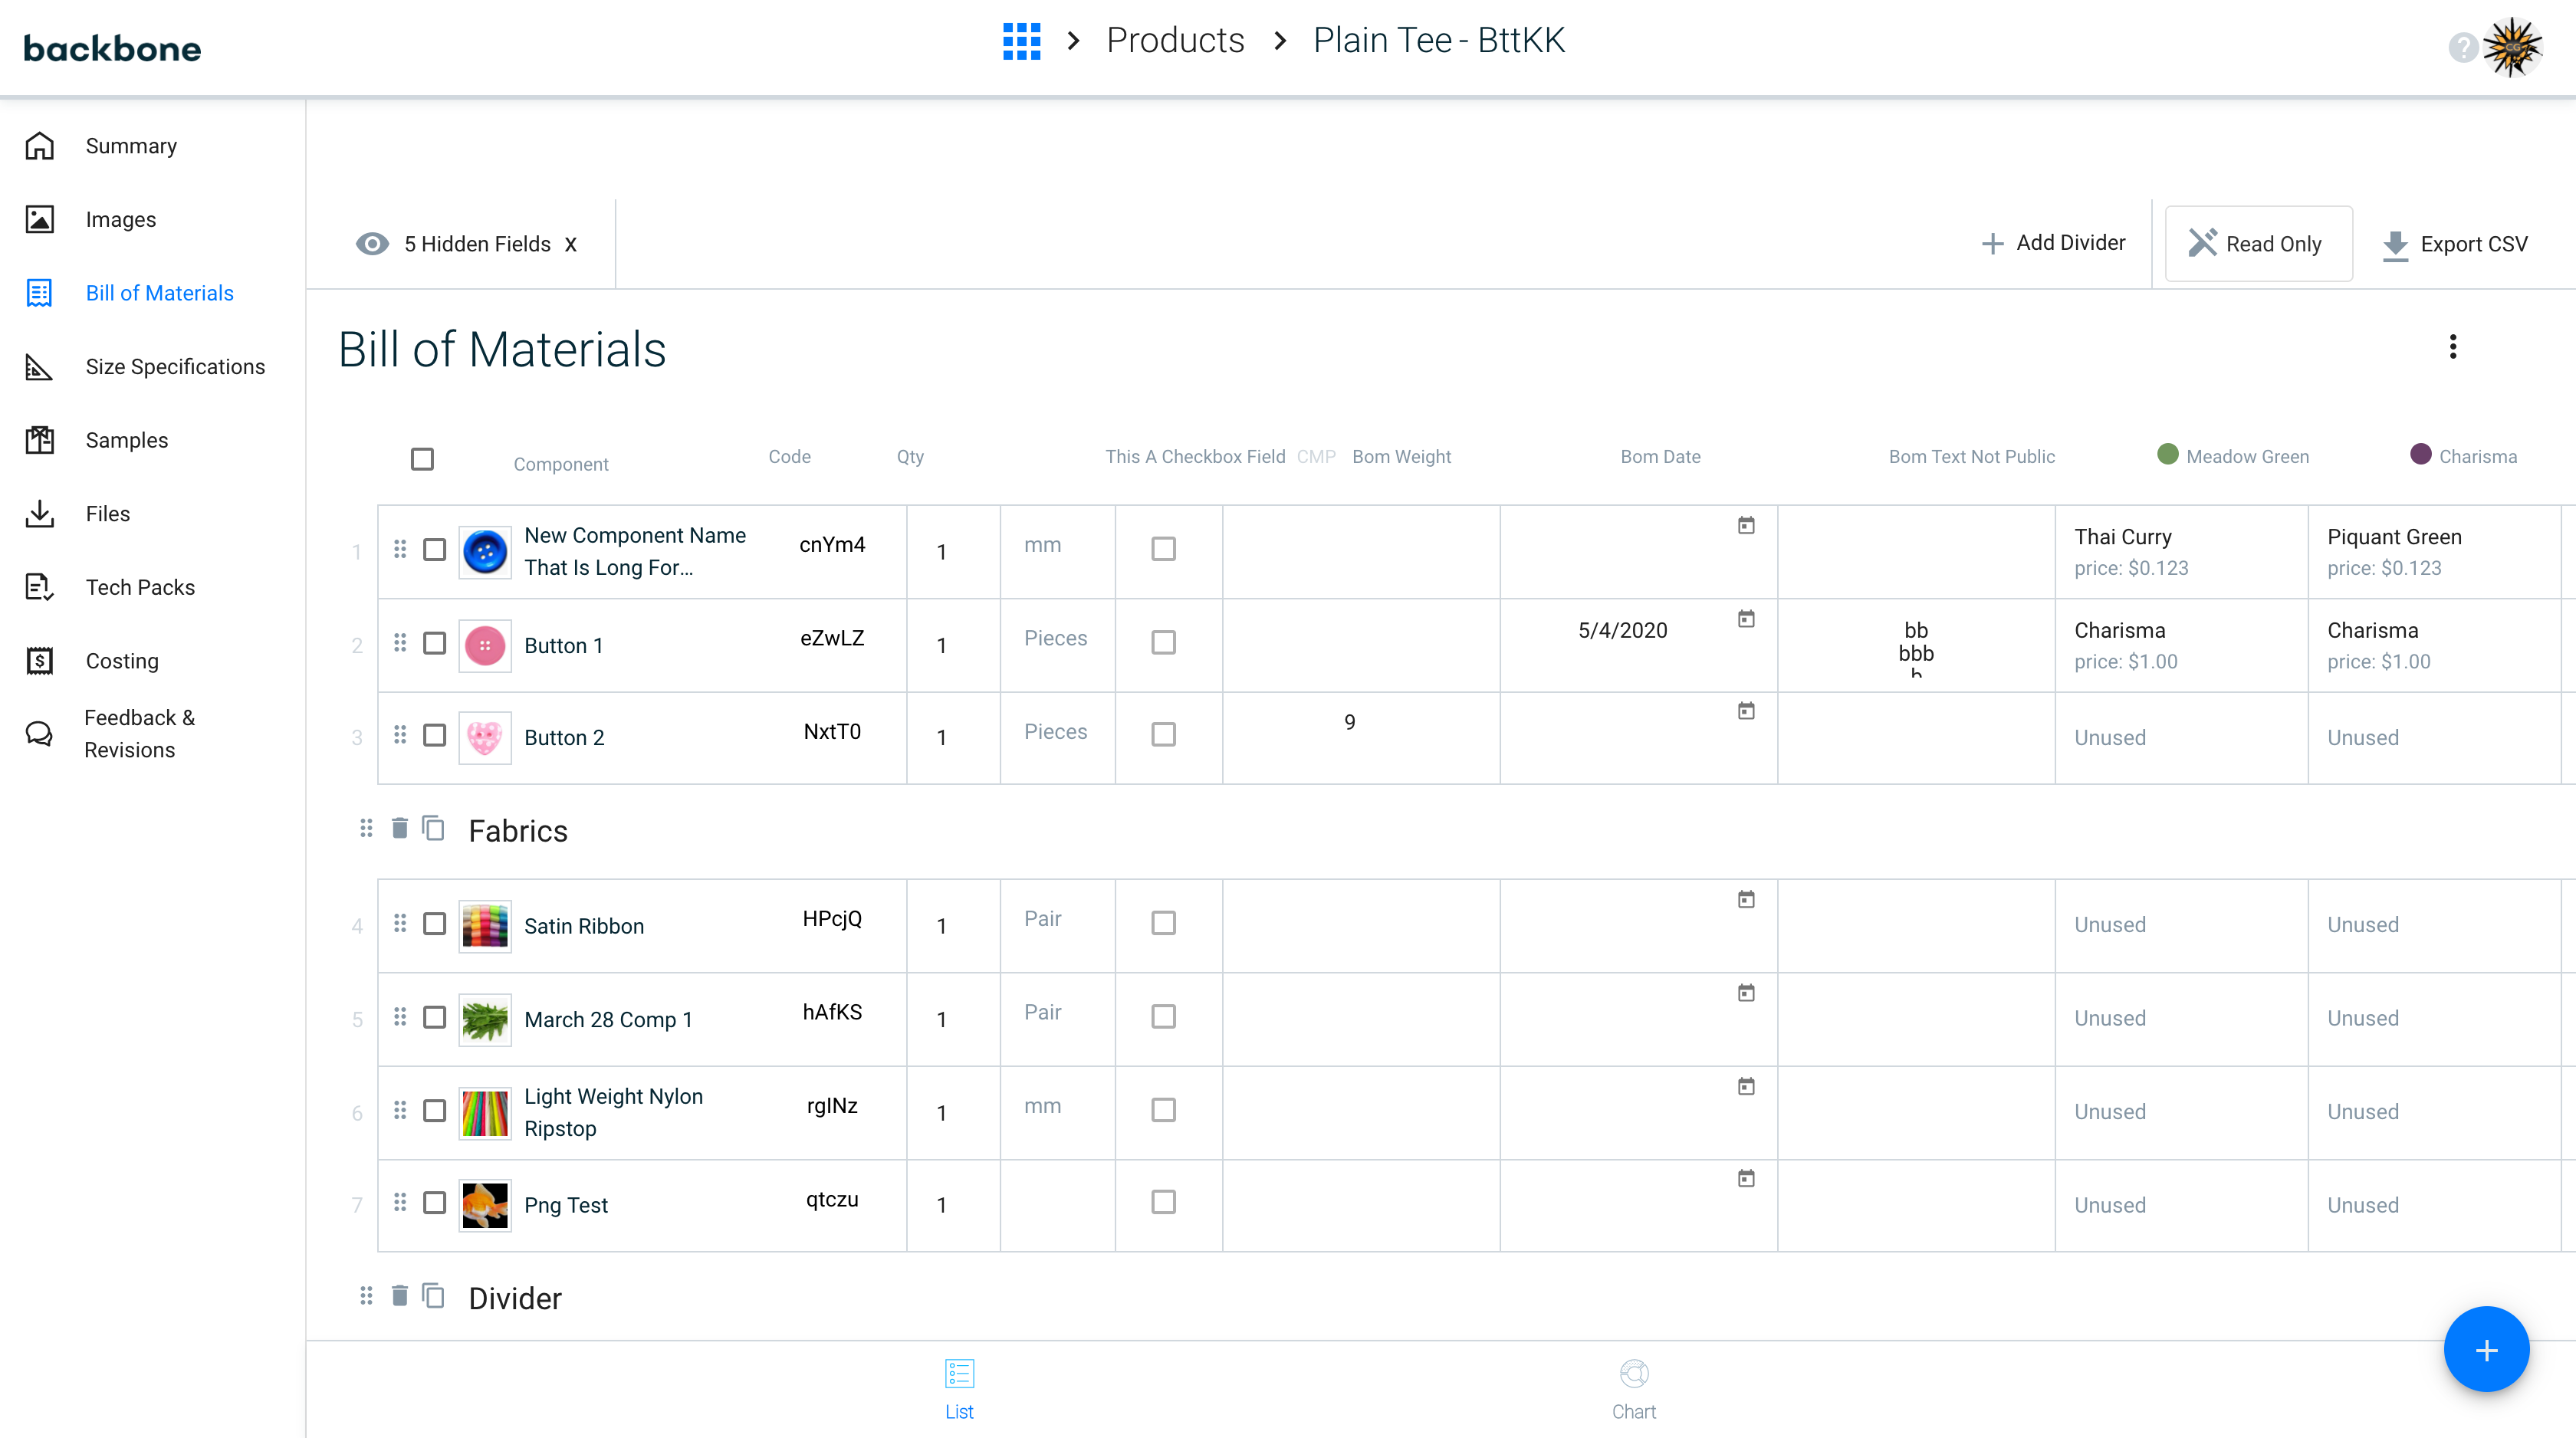 backbone
Products
Plain Tee - BttKK
?
CG
Summary
Images
Bill of Materials
Size Specifications
Samples
Files
Tech Packs
Costing
Feedback &
Revisions
5 Hidden Fields x
Add Divider
Read Only
Export CSV
Bill of Materials
Component Code Qty This A Checkbox Field CMP Bom Weight Bom Date Bom Text Not Public Meadow Green Charisma
1 New Component Name
That Is Long For... cnYm4 1 mm Thai Curry
price: $0.123 Piquant Green
price: $0.123
2 Button 1 eZwLZ 1 Pieces 5/4/2020 bb
bbb
b Charisma
price: $1.00 Charisma
price: $1.00
3 Button 2 NxtT0 1 Pieces 9 Unused Unused
Fabrics
4 Satin Ribbon HPcjQ 1 Pair Unused Unused
5 March 28 Comp 1 hAfKS 1 Pair Unused Unused
6 Light Weight Nylon
Ripstop rgINz 1 mm Unused Unused
7 Png Test qtczu 1 Unused Unused
Divider
List
Chart